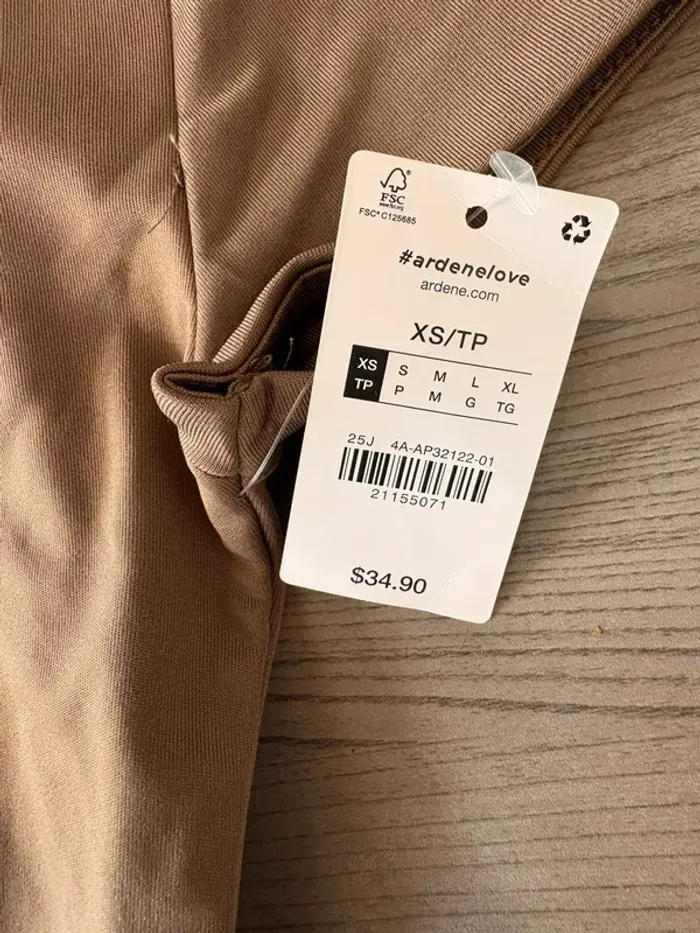 FSC®
www.fsc.org
FSC® C125685
#ardenelove
ardene.com
XS/TP
XS S M L XL
TP P M G TG
25J 4A-AP32122-01
21155071
$34.90